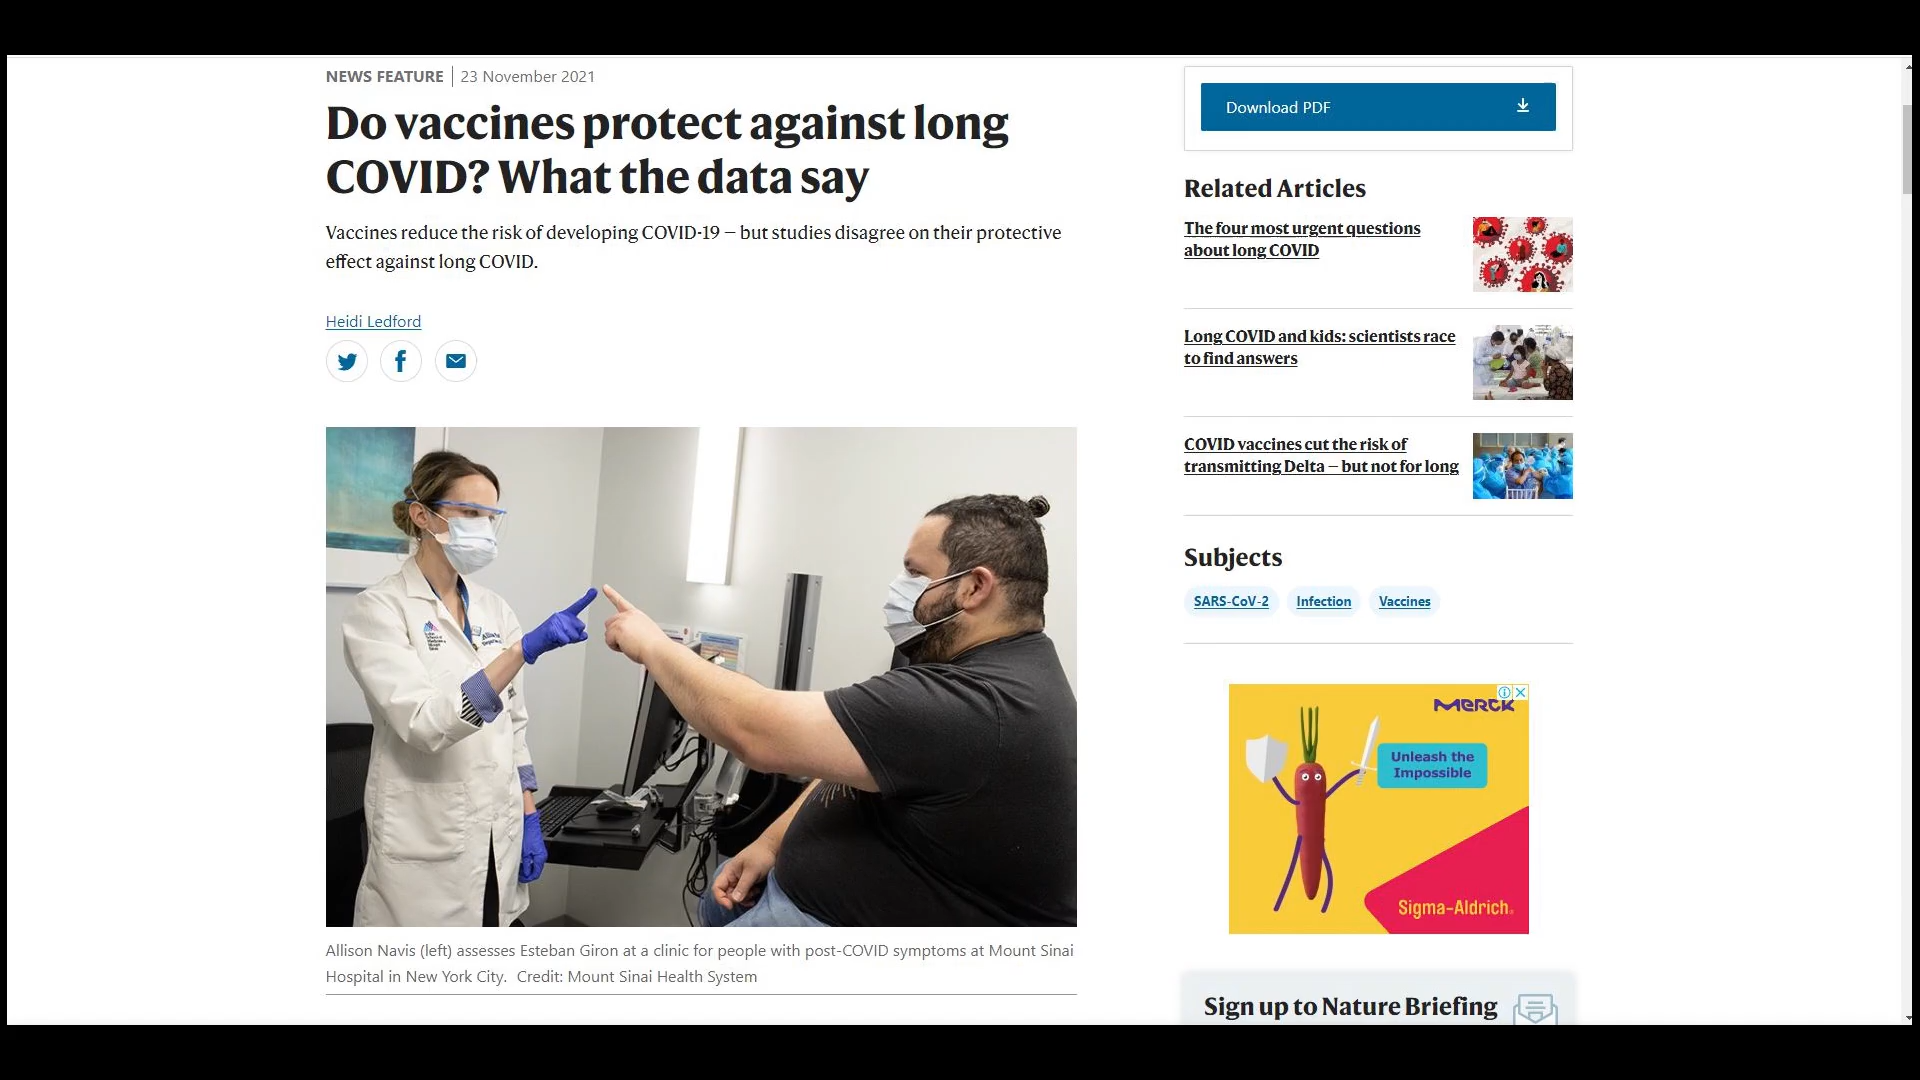 NEWS FEATURE | 23 November 2021
Do vaccines protect against long
COVID? What the data say
Vaccines reduce the risk of developing COVID-19 – but studies disagree on their protective
effect against long COVID.
Heidi Ledford
Allison Navis (left) assesses Esteban Giron at a clinic for people with post-COVID symptoms at Mount Sinai
Hospital in New York City. Credit: Mount Sinai Health System
Download PDF
Related Articles
The four most urgent questions
about long COVID
Long COVID and kids: scientists race
to find answers
COVID vaccines cut the risk of
transmitting Delta – but not for long
Subjects
SARS-CoV-2 Infection Vaccines
MERCK
Unleash the
Impossible
Sigma-Aldrich®
Sign up to Nature Briefing